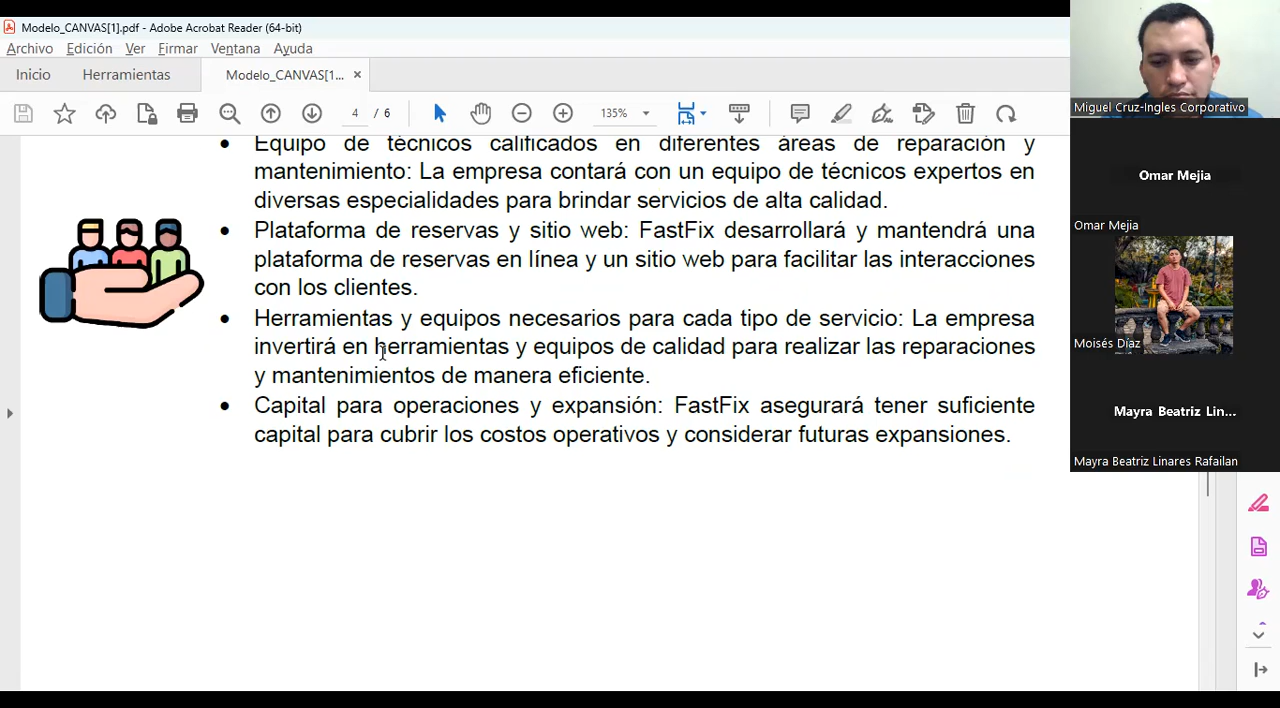 Modelo_CANVAS[1].pdf - Adobe Acrobat Reader (64-bit)
Archivo Edición Ver Firmar Ventana Ayuda
Inicio Herramientas Modelo_CANVAS[1... ×
4 / 6 135%
Equipo de técnicos calificados en diferentes áreas de reparación y
mantenimiento: La empresa contará con un equipo de técnicos expertos en
diversas especialidades para brindar servicios de alta calidad.
Plataforma de reservas y sitio web: FastFix desarrollará y mantendrá una
plataforma de reservas en línea y un sitio web para facilitar las interacciones
con los clientes.
Herramientas y equipos necesarios para cada tipo de servicio: La empresa
invertirá en herramientas y equipos de calidad para realizar las reparaciones
y mantenimientos de manera eficiente.
Capital para operaciones y expansión: FastFix asegurará tener suficiente
capital para cubrir los costos operativos y considerar futuras expansiones.
Miguel Cruz-Ingles Corporativo
Omar Mejia
Omar Mejia
Moisés Díaz
Mayra Beatriz Lin...
Mayra Beatriz Linares Rafailan